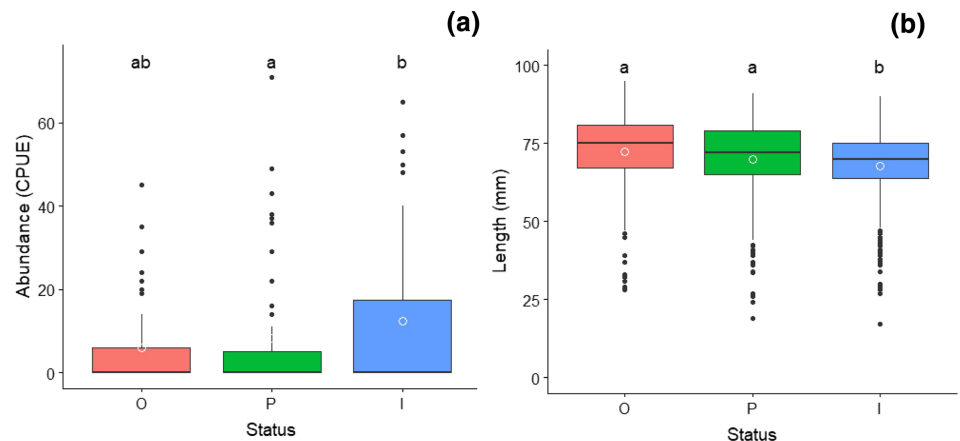 (a)
ab a b
Abundance (CPUE)
60
40
20
0
O P I
Status
(b)
a a b
Length (mm)
100
75
50
25
0
O P I
Status